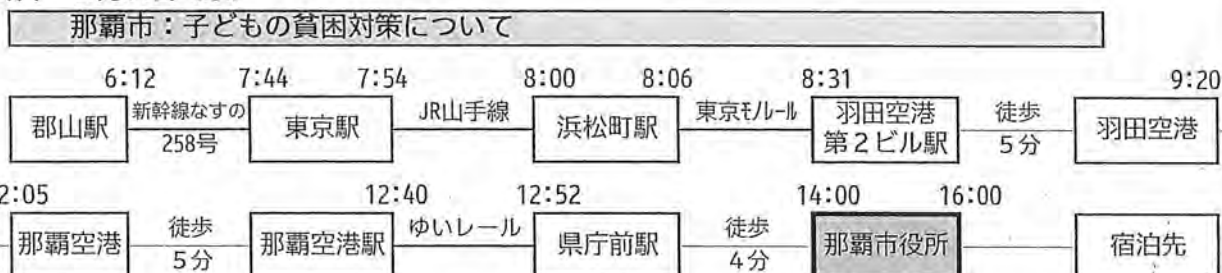 那覇市：子どもの貧困対策について
6:12 7:44 7:54 8:00 8:06 8:31 9:20
郡山駅 新幹線なすの 258号 東京駅 JR山手線 浜松町駅 東京モノレール 羽田空港 第2ビル駅 徒歩 5分 羽田空港
2:05 12:40 12:52 14:00 16:00
那覇空港 徒歩 5分 那覇空港駅 ゆいレール 県庁前駅 徒歩 4分 那覇市役所 宿泊先